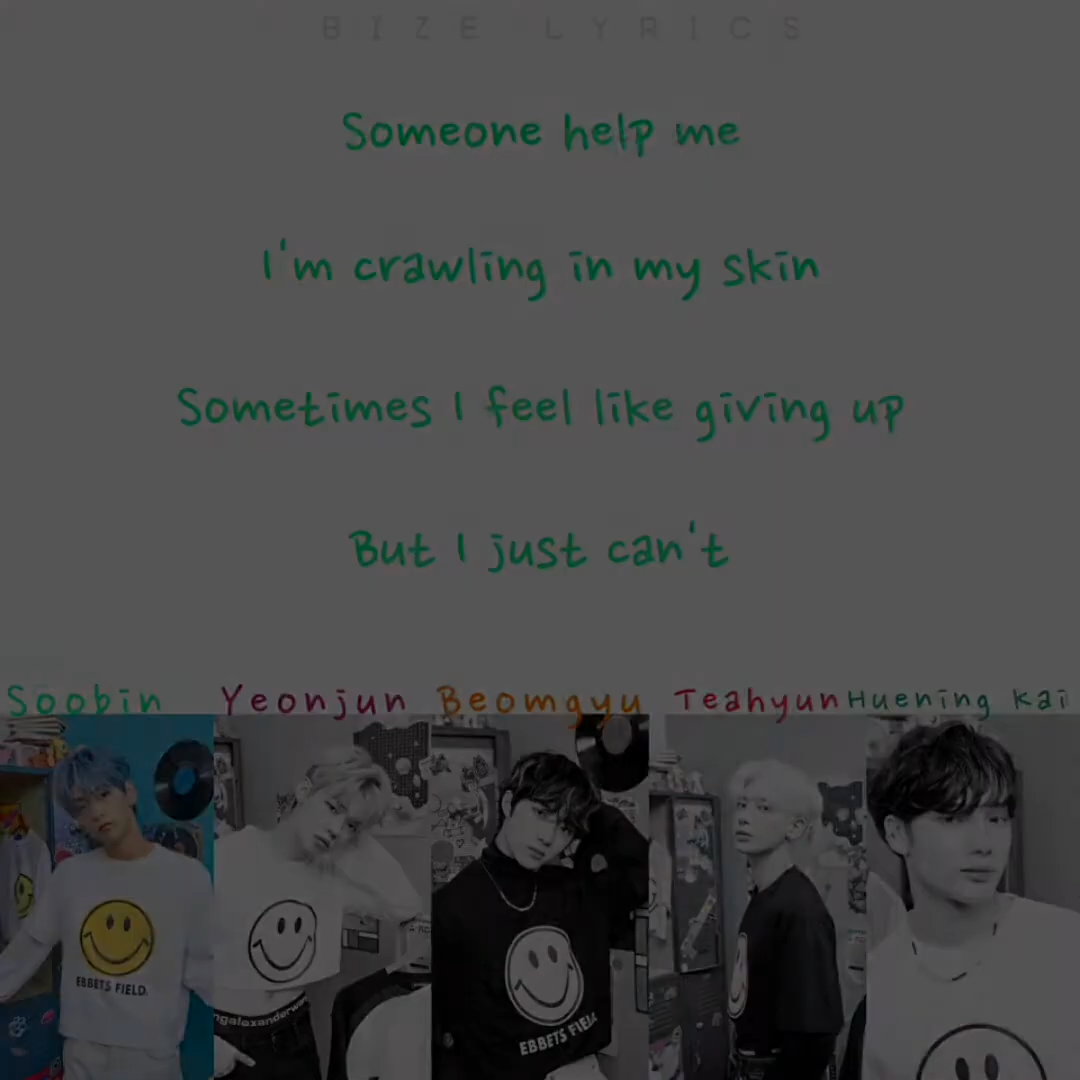 BIZE LYRICS
Someone help me
I'm crawling in my skin
Sometimes I feel like giving up
But I just can't
Soobin Yeonjun Beomgyu Teahyun Huening Kai
EBBETS FIELD.
ngalexanderwan
EBBETS FIELD